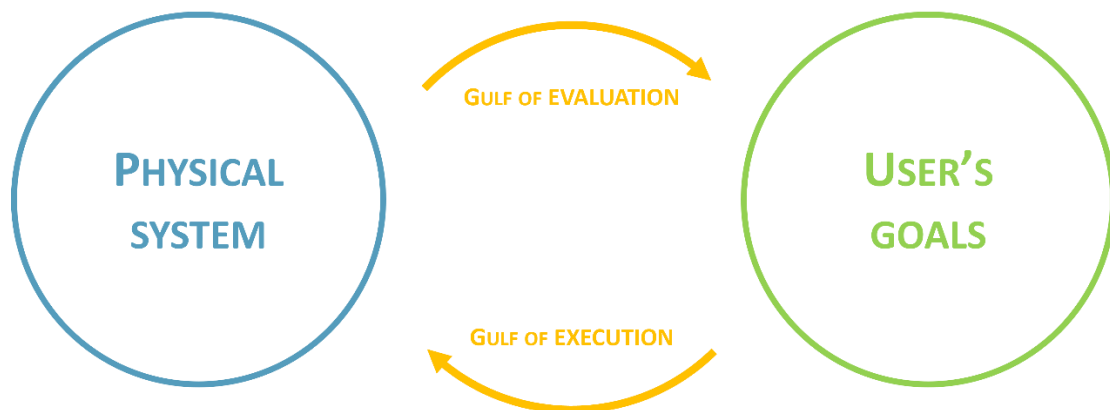 PHYSICAL
SYSTEM
GULF OF EVALUATION
USER'S
GOALS
GULF OF EXECUTION